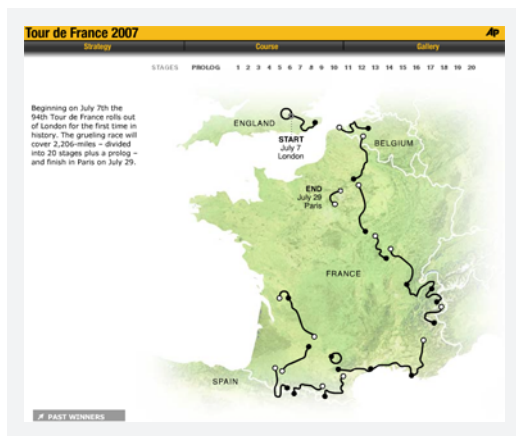 Tour de France 2007
AP
Strategy
Course
Gallery
STAGES PROLOG 1 2 3 4 5 6 7 8 9 10 11 12 13 14 15 16 17 18 19 20
Beginning on July 7th the
94th Tour de France rolls out
of London for the first time in
history. The grueling race will
cover 2,206-miles – divided
into 20 stages plus a prolog –
and finish in Paris on July 29.
ENGLAND
START
July 7
London
BELGIUM
END
July 29
Paris
FRANCE
SPAIN
PAST WINNERS